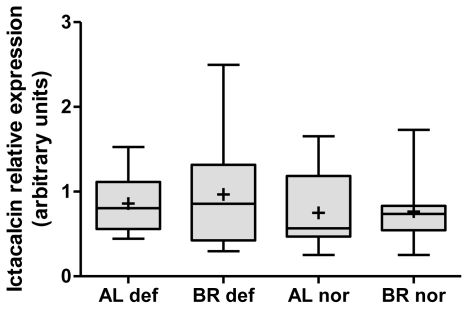 Ictacalcin relative expression
(arbitrary units)
3
2
1
0
AL def BR def AL nor BR nor